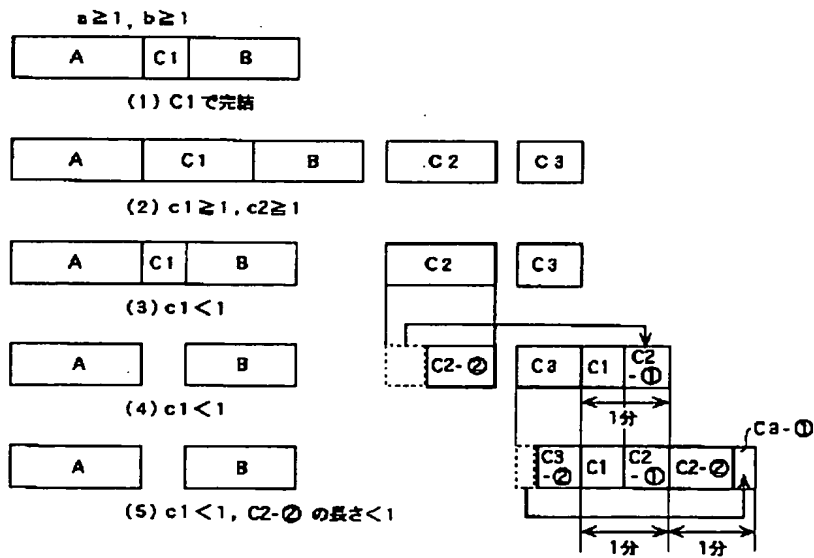 a≧1, b≧1
A C1 B
(1) C1で完結
A C1 B C2 C3
(2) c1≧1, c2≧1
A C1 B C2 C3
(3) c1<1
A B C2-② Ca C1 C2-①
(4) c1<1
1分
Ca-①
A B C3-② C1 C2-① C2-②
(5) c1<1, C2-② の長さ<1
1分 1分